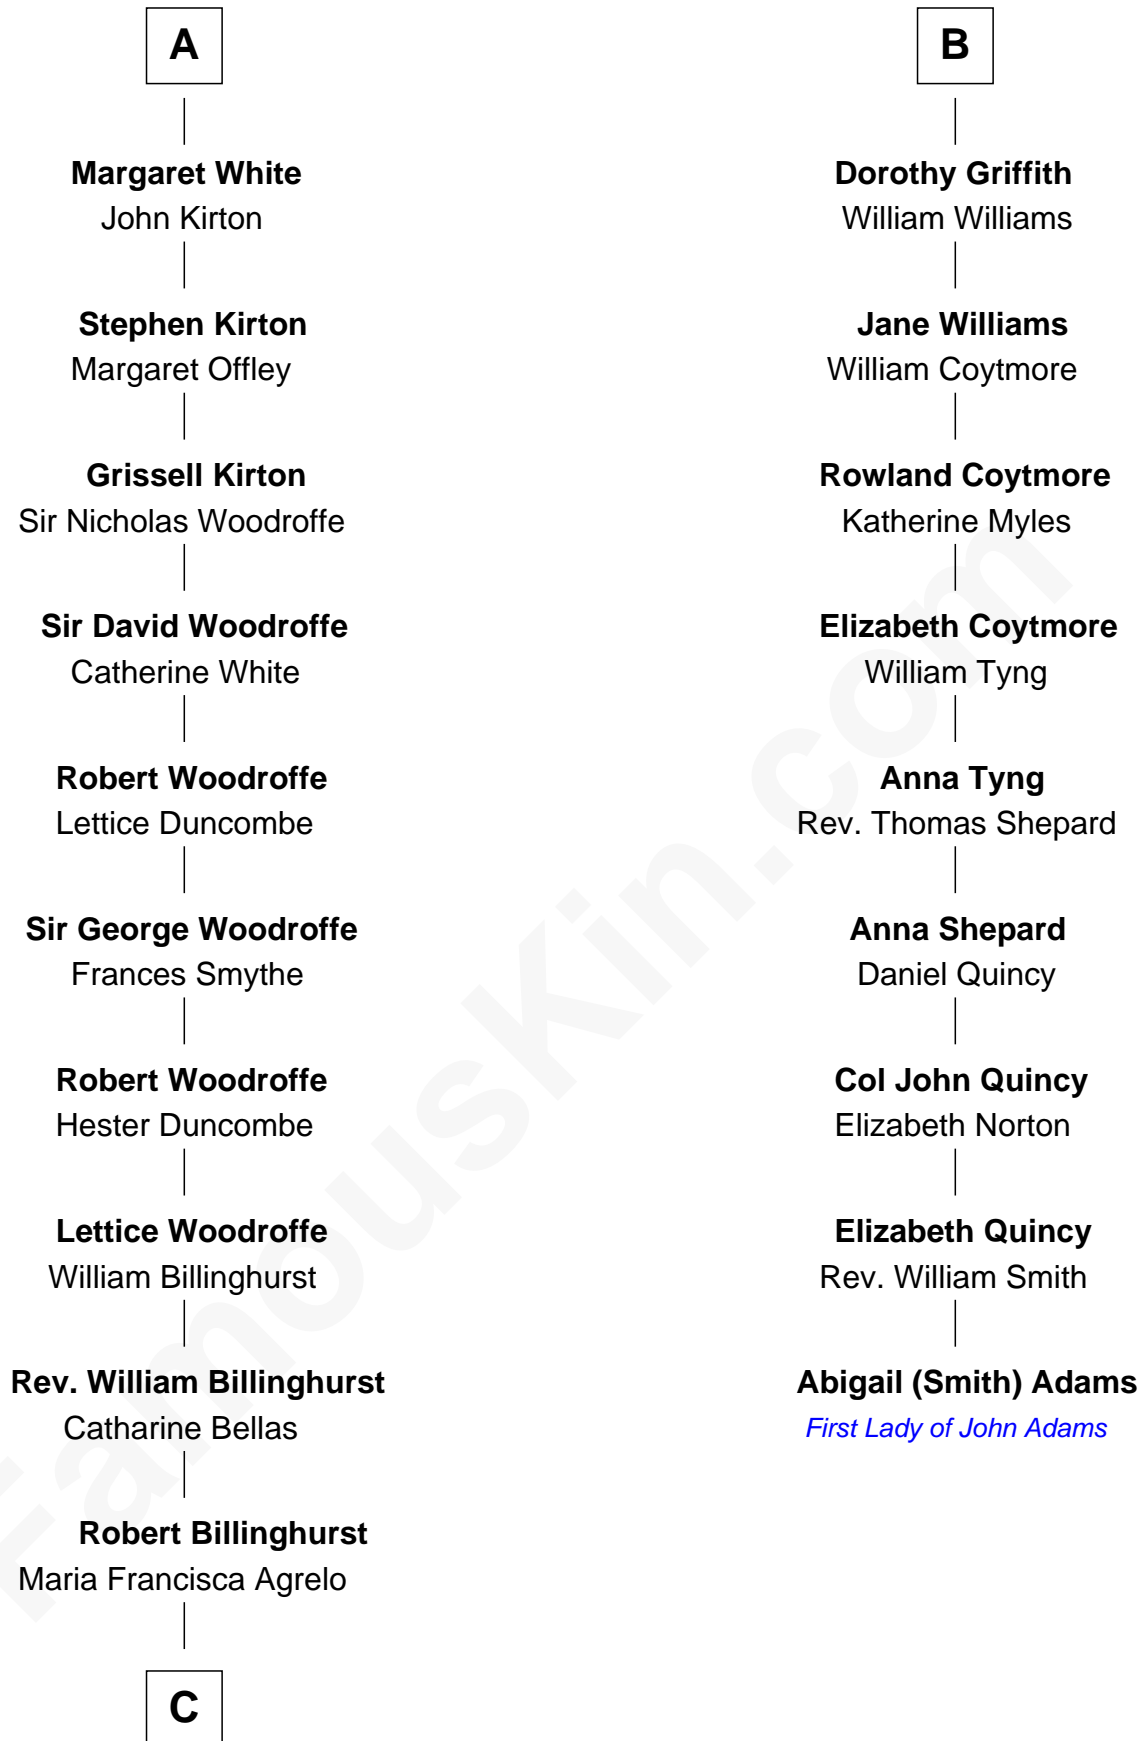 A
Margaret White
John Kirton
Stephen Kirton
Margaret Offley
Grissell Kirton
Sir Nicholas Woodroffe
Sir David Woodroffe
Catherine White
Robert Woodroffe
Lettice Duncombe
Sir George Woodroffe
Frances Smythe
Robert Woodroffe
Hester Duncombe
Lettice Woodroffe
William Billinghurst
Rev. William Billinghurst
Catharine Bellas
Robert Billinghurst
Maria Francisca Agrelo
C
B
Dorothy Griffith
William Williams
Jane Williams
William Coytmore
Rowland Coytmore
Katherine Myles
Elizabeth Coytmore
William Tyng
Anna Tyng
Rev. Thomas Shepard
Anna Shepard
Daniel Quincy
Col John Quincy
Elizabeth Norton
Elizabeth Quincy
Rev. William Smith
Abigail (Smith) Adams
First Lady of John Adams
FamousKin.com